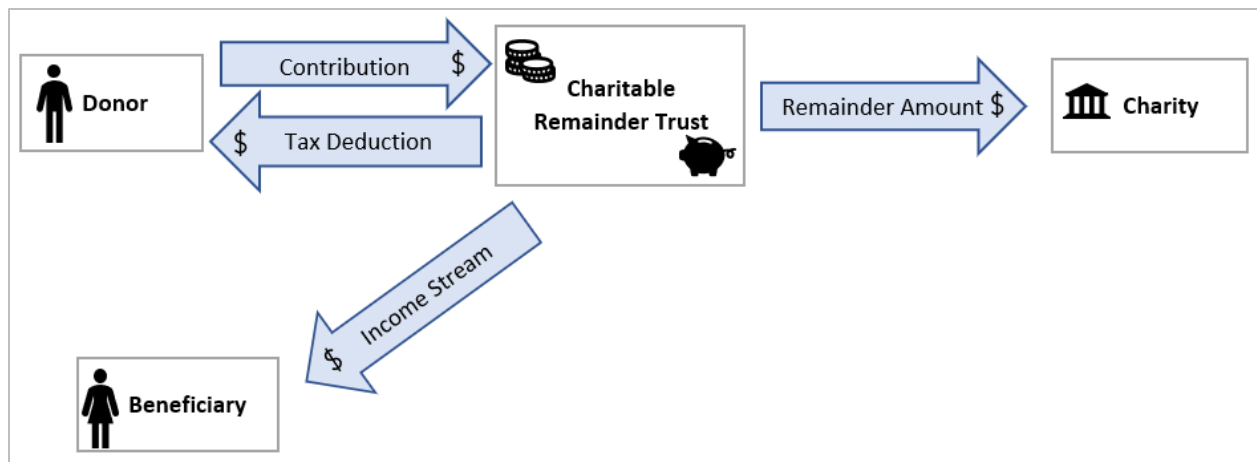 Donor
Contribution $
$ Tax Deduction
Charitable
Remainder Trust
Remainder Amount $
Charity
$ Income Stream
Beneficiary